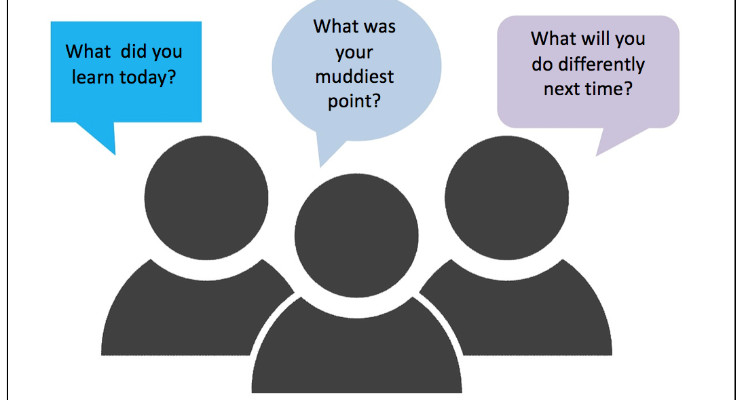 What  did you
learn today?
What was
your
muddiest
point?
What will you
do differently
next time?